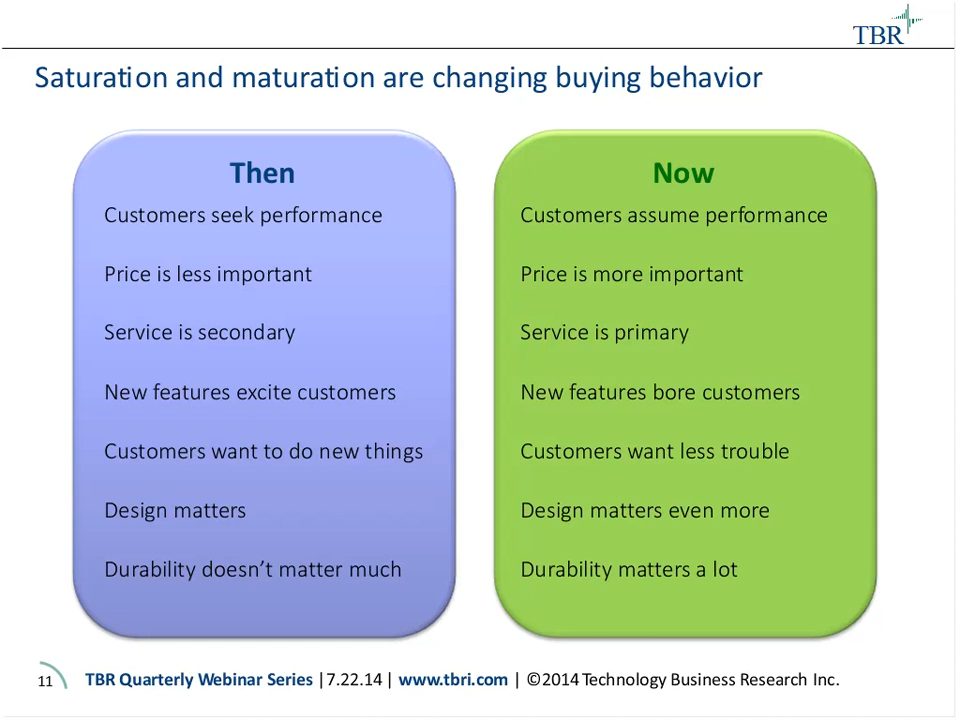 TBR
Saturation and maturation are changing buying behavior
Then
Customers seek performance
Price is less important
Service is secondary
New features excite customers
Customers want to do new things
Design matters
Durability doesn’t matter much
Now
Customers assume performance
Price is more important
Service is primary
New features bore customers
Customers want less trouble
Design matters even more
Durability matters a lot
11 TBR Quarterly Webinar Series |7.22.14 | www.tbri.com | ©2014 Technology Business Research Inc.